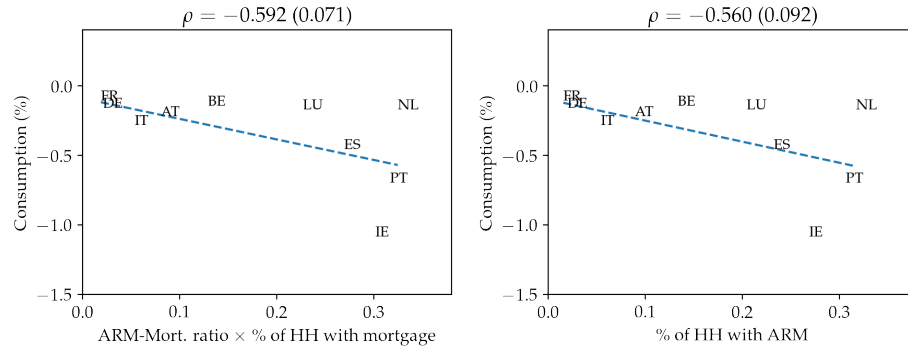 ρ = −0.592 (0.071)
Consumption (%)
0.0
−0.5
−1.0
−1.5
FR
DE
IT
AT
BE
LU
NL
ES
PT
IE
0.0 0.1 0.2 0.3
ARM-Mort. ratio × % of HH with mortgage
ρ = −0.560 (0.092)
Consumption (%)
0.0
−0.5
−1.0
−1.5
FR
DE
IT
AT
BE
LU
NL
ES
PT
IE
0.0 0.1 0.2 0.3
% of HH with ARM